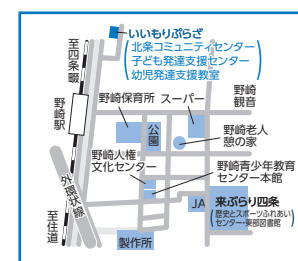 いいもりぷらざ
北条コミュニティセンター
子ども発達支援センター
幼児発達支援教室
至四条畷
野崎駅
野崎保育所
スーパー
野崎
観音
公園
野崎老人
憩の家
野崎人権
文化センター
野崎青少年教育
センター本館
外環状線
至住道
JA
来ぶらり四条
(歴史とスポーツふれあい
センター・東部図書館)
製作所